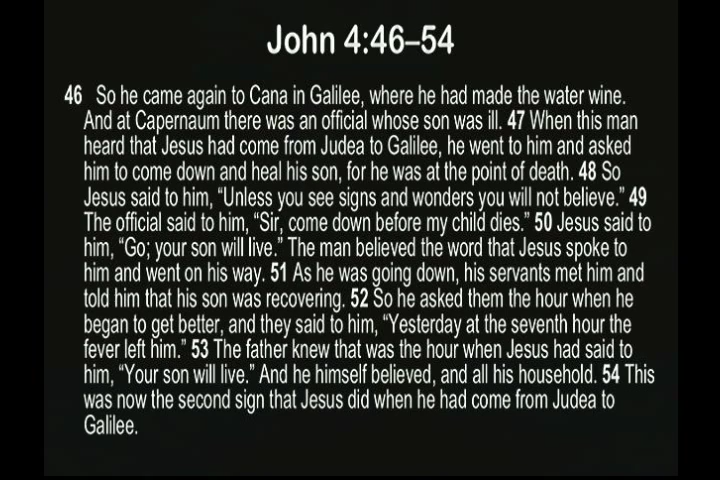 John 4:46–54
46 So he came again to Cana in Galilee, where he had made the water wine.
And at Capernaum there was an official whose son was ill. 47 When this man
heard that Jesus had come from Judea to Galilee, he went to him and asked
him to come down and heal his son, for he was at the point of death. 48 So
Jesus said to him, “Unless you see signs and wonders you will not believe.” 49
The official said to him, “Sir, come down before my child dies.” 50 Jesus said to
him, “Go; your son will live.” The man believed the word that Jesus spoke to
him and went on his way. 51 As he was going down, his servants met him and
told him that his son was recovering. 52 So he asked them the hour when he
began to get better, and they said to him, “Yesterday at the seventh hour the
fever left him.” 53 The father knew that was the hour when Jesus had said to
him, “Your son will live.” And he himself believed, and all his household. 54 This
was now the second sign that Jesus did when he had come from Judea to
Galilee.